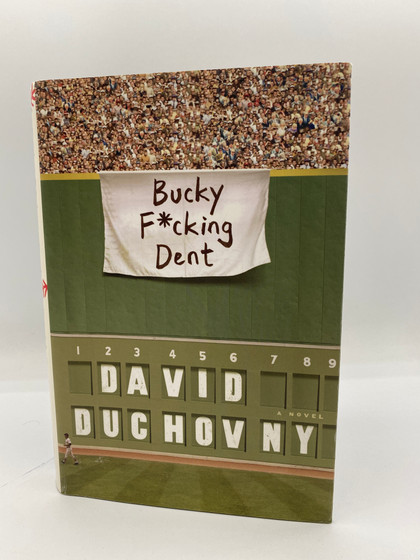 Bucky
F*cking
Dent
1 2 3 4 5 6 7 8 9
DAVID
A NOVEL
DUCHOVNY